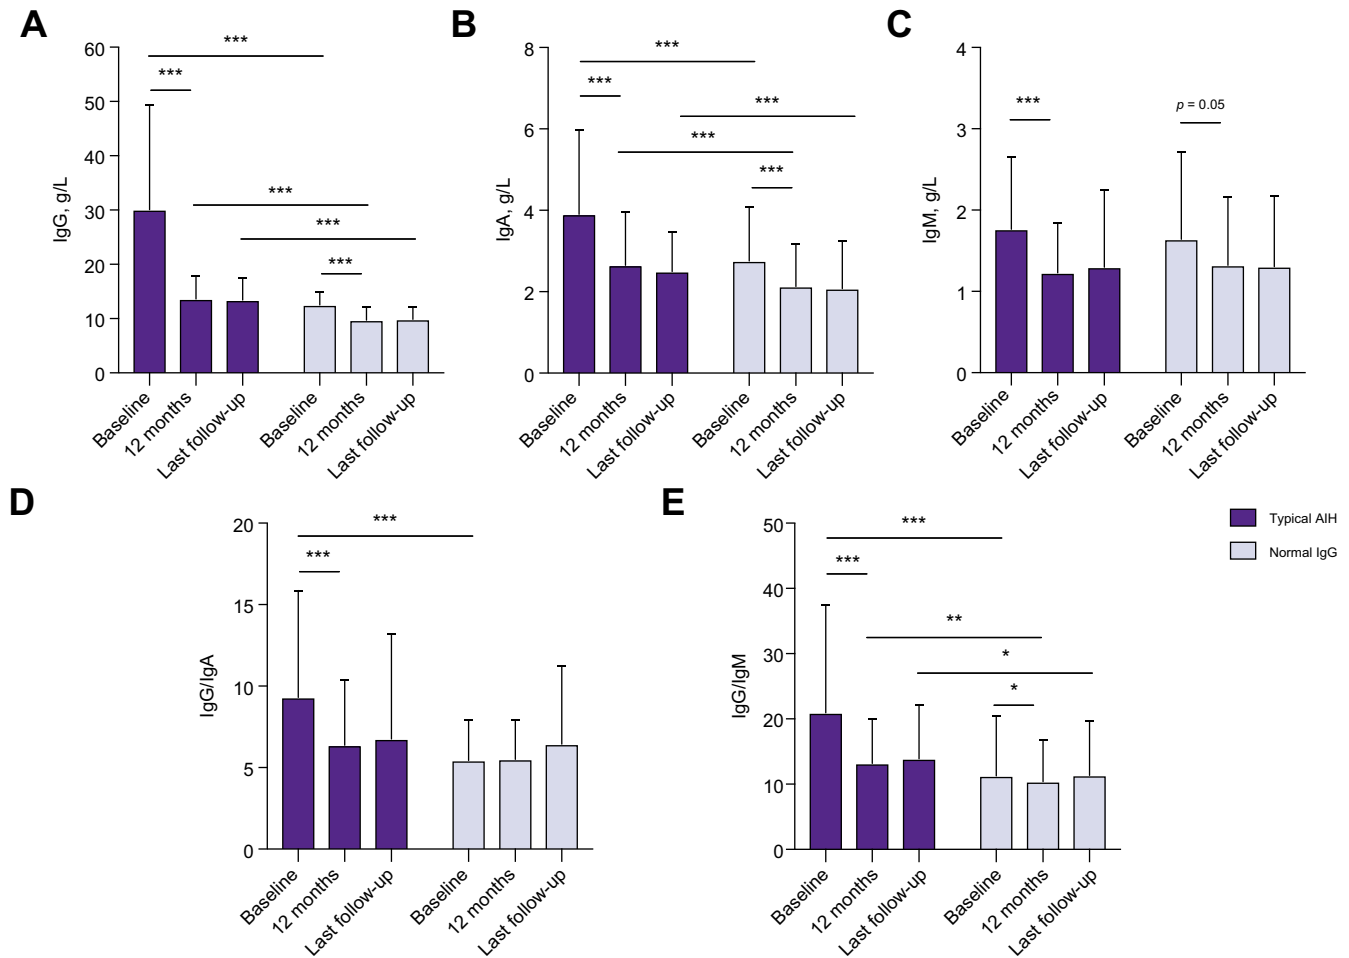 A
60
50
40
30
20
10
0
IgG, g/L
***
***
***
***
***
Baseline
12 months
Last follow-up
Baseline
12 months
Last follow-up
B
8
6
4
2
0
IgA, g/L
***
***
***
***
***
Baseline
12 months
Last follow-up
Baseline
12 months
Last follow-up
C
4
3
2
1
0
IgM, g/L
***
p = 0.05
Baseline
12 months
Last follow-up
Baseline
12 months
Last follow-up
D
20
15
10
5
0
IgG/IgA
***
***
Baseline
12 months
Last follow-up
Baseline
12 months
Last follow-up
E
50
40
30
20
10
0
IgG/IgM
***
***
**
*
*
Baseline
12 months
Last follow-up
Baseline
12 months
Last follow-up
Typical AIH
Normal IgG